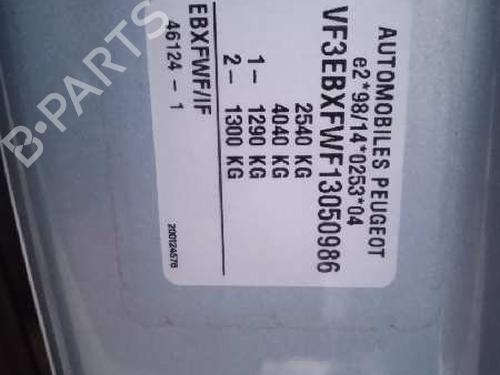 AUTOMOBILES PEUGEOT
e2*98/14*0253*04
VF3EBXFWF13050986
2540 KG
4040 KG
1 - 1290 KG
2 - 1300 KG
EBXFWF/IF
46124 - 1
200124576
B-PARTS